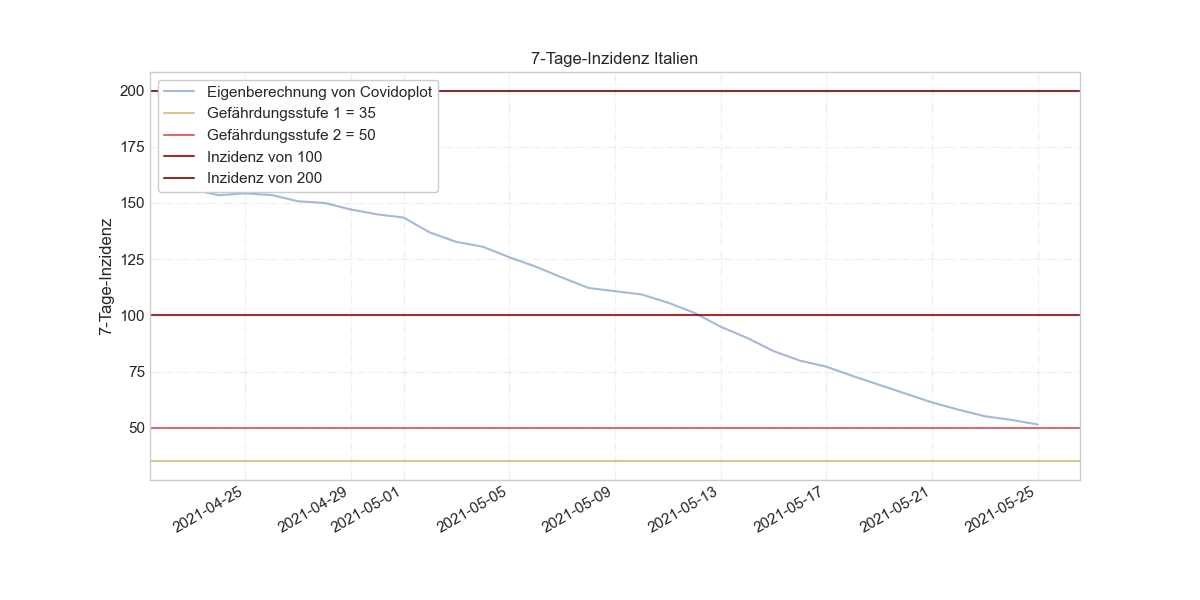 7-Tage-Inzidenz Italien
Eigenberechnung von Covidoplot
Gefährdungsstufe 1 = 35
Gefährdungsstufe 2 = 50
Inzidenz von 100
Inzidenz von 200
7-Tage-Inzidenz
200
175
150
125
100
75
50
2021-04-25
2021-04-29
2021-05-01
2021-05-05
2021-05-09
2021-05-13
2021-05-17
2021-05-21
2021-05-25